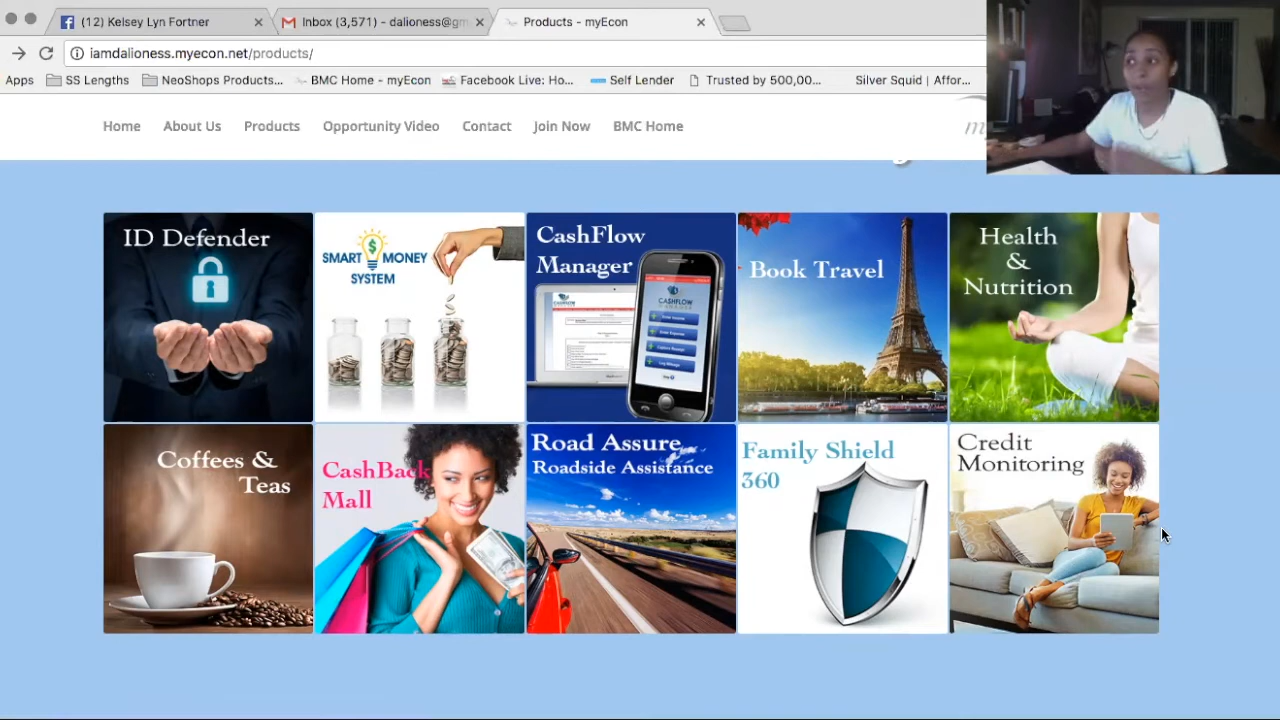 (12) Kelsey Lyn Fortner
Inbox (3,571) - dalioness@gm
Products - myEcon
iamdalioness.myecon.net/products/
Apps
SS Lengths
NeoShops Products...
BMC Home - myEcon
Facebook Live: Ho...
Self Lender
Trusted by 500,00...
Silver Squid | Affor...
Home
About Us
Products
Opportunity Video
Contact
Join Now
BMC Home
ID Defender
SMART MONEY
SYSTEM
CashFlow
Manager
CASHFLOW
Book Travel
Health
&
Nutrition
Coffees &
Teas
CashBack
Mall
Road Assure
Roadside Assistance
Family Shield
360
Credit
Monitoring